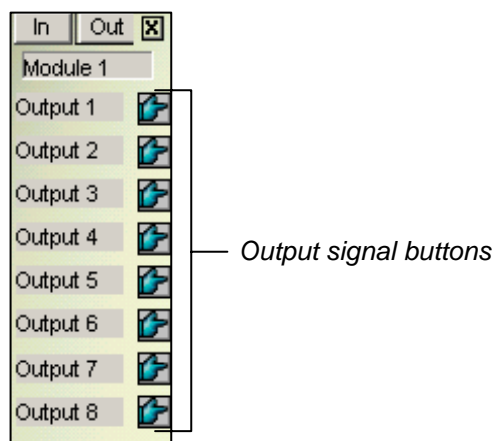 In Out X
Module 1
Output 1
Output 2
Output 3
Output 4
Output 5
Output 6
Output 7
Output 8
Output signal buttons